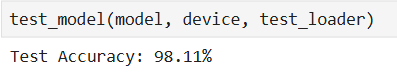 test_model(model, device, test_loader)
Test Accuracy: 98.11%